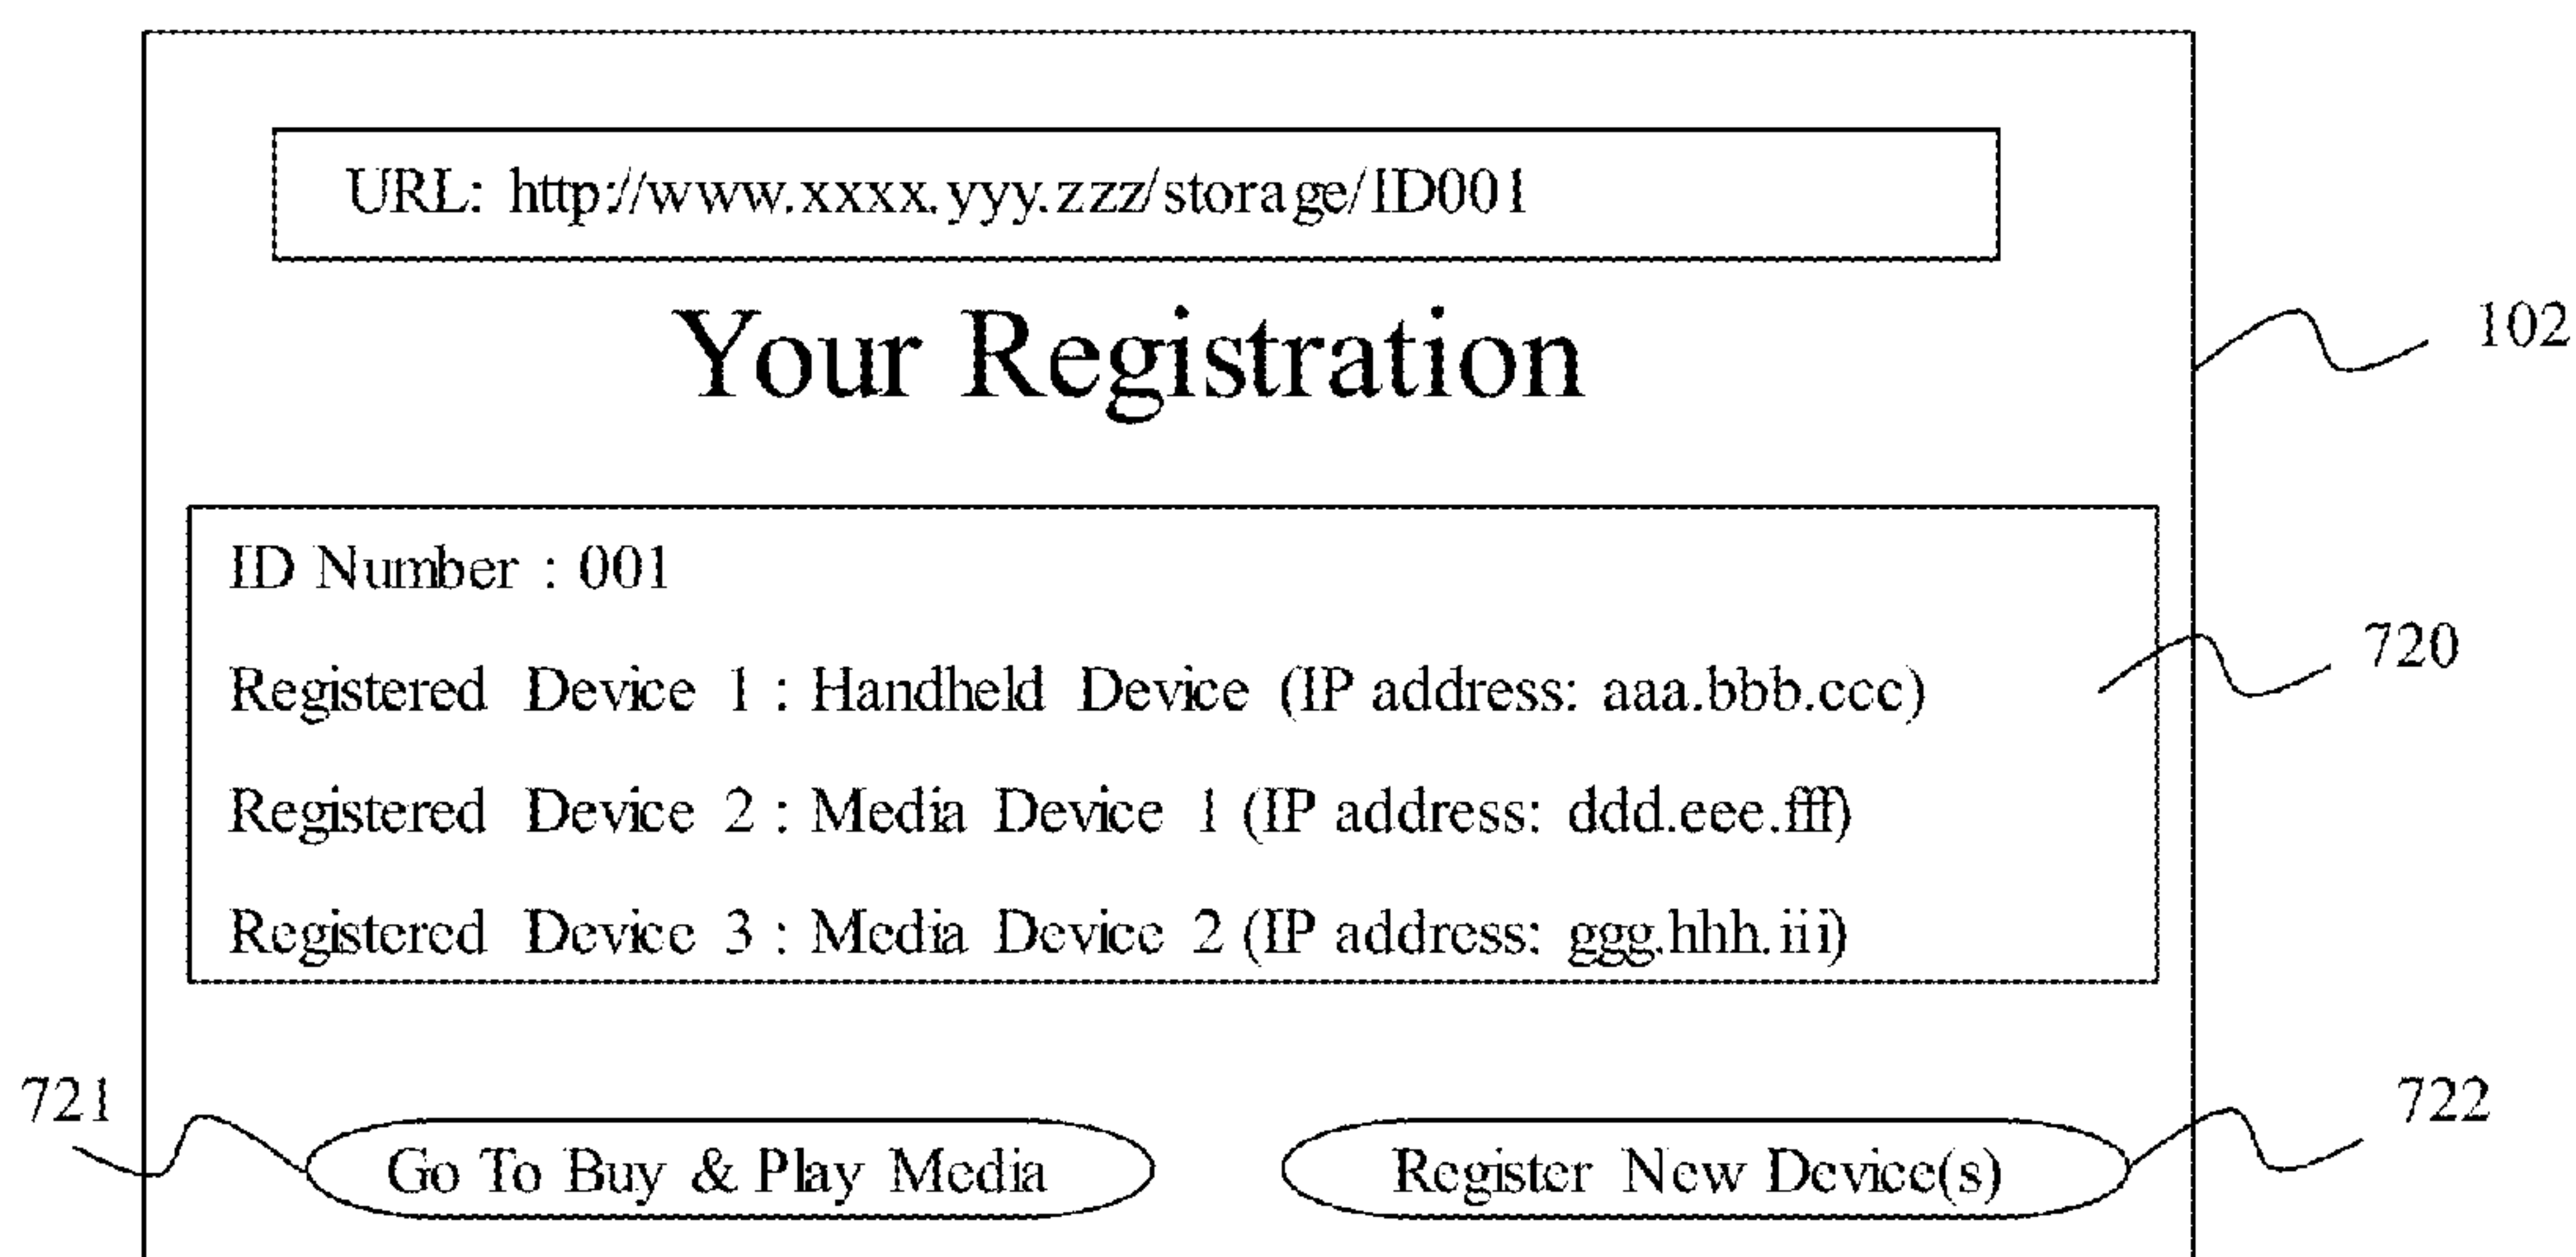 URL: http://www.xxxx.yyy.zzz/storage/ID001
Your Registration
102
ID Number : 001
Registered Device 1 : Handheld Device (IP address: aaa.bbb.ccc)
720
Registered Device 2 : Media Device 1 (IP address: ddd.eee.fff)
Registered Device 3 : Media Device 2 (IP address: ggg.hhh.iii)
721
722
Go To Buy & Play Media
Register New Device(s)